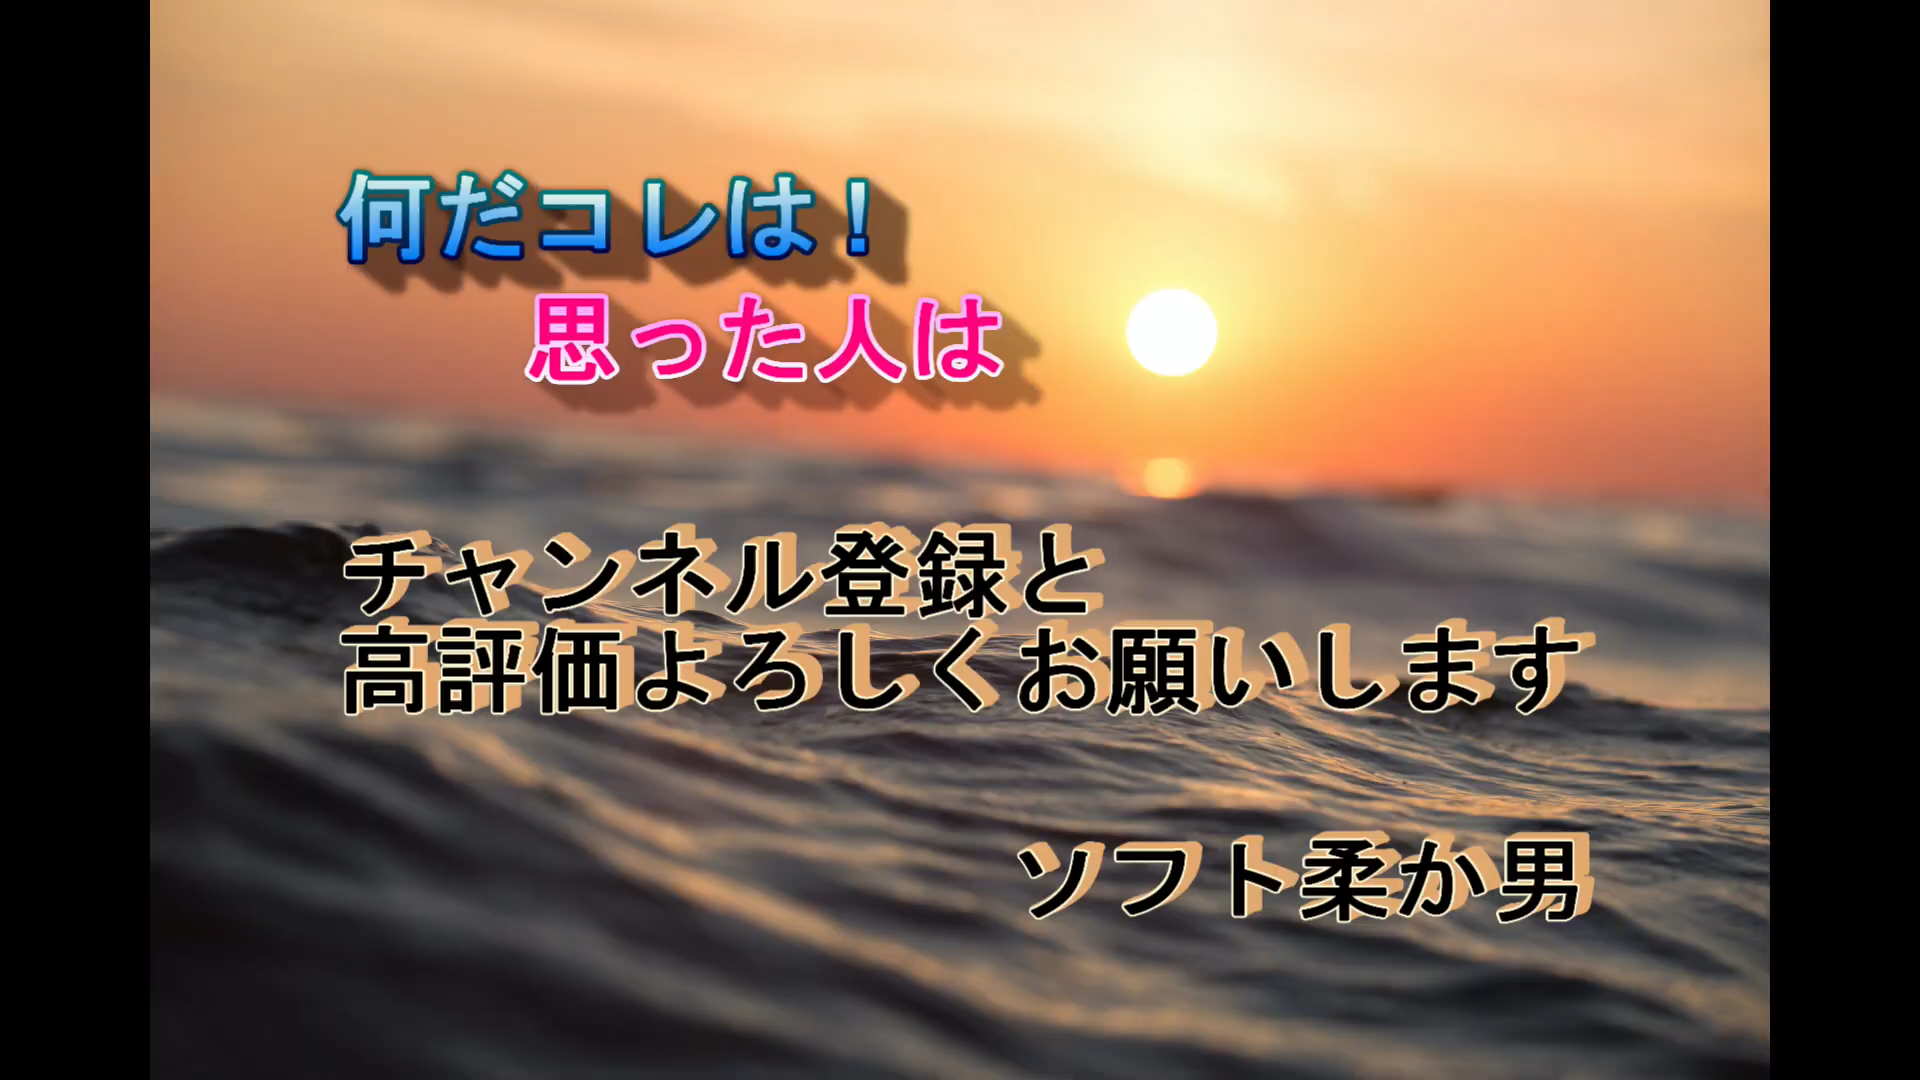 何だコレは！
思った人は
チャンネル登録と
高評価よろしくお願いします
ソフト柔か男